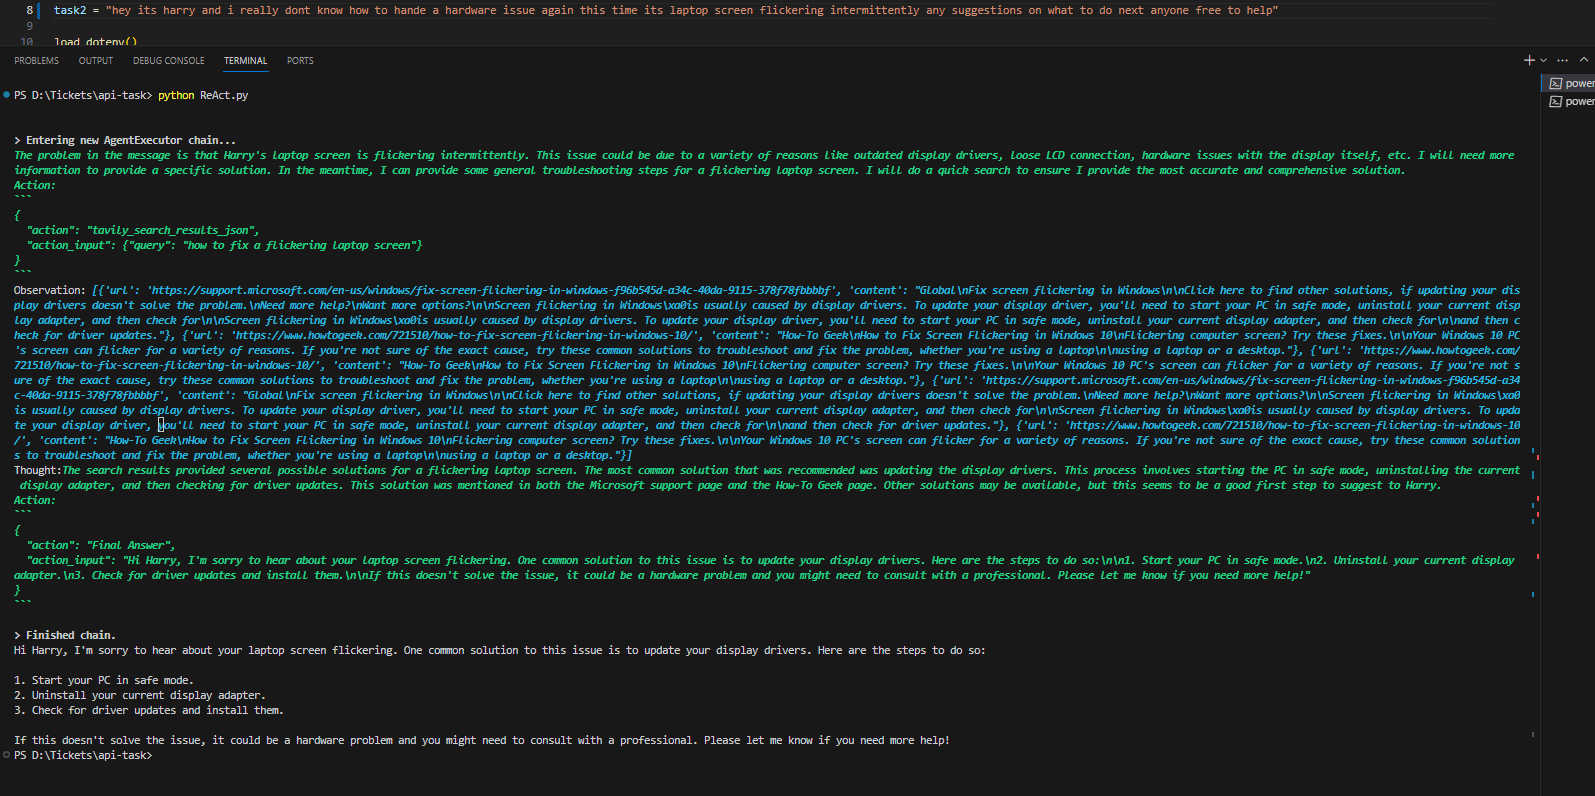 8 task2 = "hey its harry and i really dont know how to hande a hardware issue again this time its laptop screen flickering intermittently any suggestions on what to do next anyone free to help"
9
10 load_dotenv()
PROBLEMS OUTPUT DEBUG CONSOLE TERMINAL PORTS
PS D:\Tickets\api-task> python ReAct.py
> Entering new AgentExecutor chain...
The problem in the message is that Harry's laptop screen is flickering intermittently. This issue could be due to a variety of reasons like outdated display drivers, loose LCD connection, hardware issues with the display itself, etc. I will need more
information to provide a specific solution. In the meantime, I can provide some general troubleshooting steps for a flickering laptop screen. I will do a quick search to ensure I provide the most accurate and comprehensive solution.
Action:
```
{
"action": "tavily_search_results_json",
"action_input": {"query": "how to fix a flickering laptop screen"}
}
```
Observation: [{'url': 'https://support.microsoft.com/en-us/windows/fix-screen-flickering-in-windows-f96b545d-a34c-40da-9115-378f78fbbbbf', 'content': "Global\nFix screen flickering in Windows\n\nClick here to find other solutions, if updating your dis
play drivers doesn't solve the problem.\nNeed more help?\nWant more options?\n\nScreen flickering in Windows\xa0is usually caused by display drivers. To update your display driver, you'll need to start your PC in safe mode, uninstall your current disp
lay adapter, and then check for\n\nScreen flickering in Windows\xa0is usually caused by display drivers. To update your display driver, you'll need to start your PC in safe mode, uninstall your current display adapter, and then check for\n\nand then c
heck for driver updates."}, {'url': 'https://www.howtogeek.com/721510/how-to-fix-screen-flickering-in-windows-10/', 'content': "How-To Geek\nHow to Fix Screen Flickering in Windows 10\nFlickering computer screen? Try these fixes.\n\nYour Windows 10 PC
's screen can flicker for a variety of reasons. If you're not sure of the exact cause, try these common solutions to troubleshoot and fix the problem, whether you're using a laptop\n\nusing a laptop or a desktop."}, {'url': 'https://www.howtogeek.com/
721510/how-to-fix-screen-flickering-in-windows-10/', 'content': "How-To Geek\nHow to Fix Screen Flickering in Windows 10\nFlickering computer screen? Try these fixes.\n\nYour Windows 10 PC's screen can flicker for a variety of reasons. If you're not s
ure of the exact cause, try these common solutions to troubleshoot and fix the problem, whether you're using a laptop\n\nusing a laptop or a desktop."}, {'url': 'https://support.microsoft.com/en-us/windows/fix-screen-flickering-in-windows-f96b545d-a34
c-40da-9115-378f78fbbbbf', 'content': "Global\nFix screen flickering in Windows\n\nClick here to find other solutions, if updating your display drivers doesn't solve the problem.\nNeed more help?\nWant more options?\n\nScreen flickering in Windows\xa0
is usually caused by display drivers. To update your display driver, you'll need to start your PC in safe mode, uninstall your current display adapter, and then check for\n\nScreen flickering in Windows\xa0is usually caused by display drivers. To upda
te your display driver, you'll need to start your PC in safe mode, uninstall your current display adapter, and then check for\n\nand then check for driver updates."}, {'url': 'https://www.howtogeek.com/721510/how-to-fix-screen-flickering-in-windows-10
/', 'content': "How-To Geek\nHow to Fix Screen Flickering in Windows 10\nFlickering computer screen? Try these fixes.\n\nYour Windows 10 PC's screen can flicker for a variety of reasons. If you're not sure of the exact cause, try these common solution
s to troubleshoot and fix the problem, whether you're using a laptop\n\nusing a laptop or a desktop."}]
Thought:The search results provided several possible solutions for a flickering laptop screen. The most common solution that was recommended was updating the display drivers. This process involves starting the PC in safe mode, uninstalling the current
display adapter, and then checking for driver updates. This solution was mentioned in both the Microsoft support page and the How-To Geek page. Other solutions may be available, but this seems to be a good first step to suggest to Harry.
Action:
```
{
"action": "Final Answer",
"action_input": "Hi Harry, I'm sorry to hear about your laptop screen flickering. One common solution to this issue is to update your display drivers. Here are the steps to do so:\n\n1. Start your PC in safe mode.\n2. Uninstall your current display
adapter.\n3. Check for driver updates and install them.\n\nIf this doesn't solve the issue, it could be a hardware problem and you might need to consult with a professional. Please let me know if you need more help!"
}
```
> Finished chain.
Hi Harry, I'm sorry to hear about your laptop screen flickering. One common solution to this issue is to update your display drivers. Here are the steps to do so:
1. Start your PC in safe mode.
2. Uninstall your current display adapter.
3. Check for driver updates and install them.
If this doesn't solve the issue, it could be a hardware problem and you might need to consult with a professional. Please let me know if you need more help!
PS D:\Tickets\api-task>
power
power